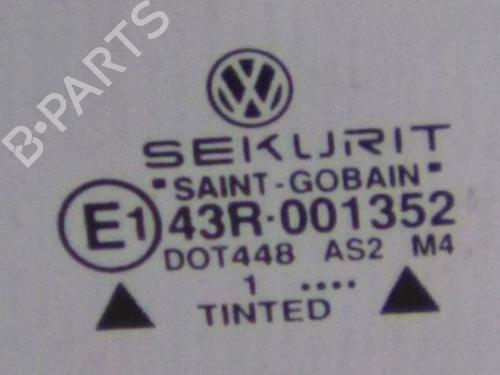 B-PARTS
SEKURIT
"SAINT-GOBAIN"
E1 43R-001352
DOT448 AS2 M4
1 ....
TINTED